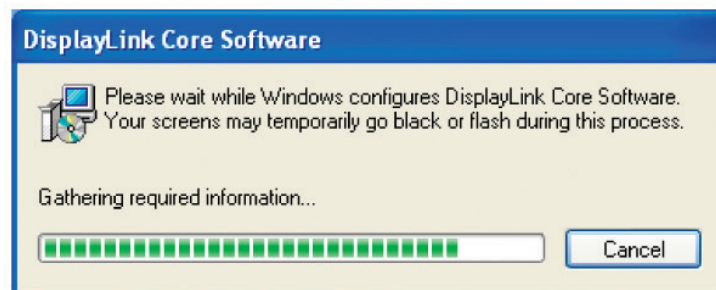 DisplayLink Core Software
Please wait while Windows configures DisplayLink Core Software.
Your screens may temporarily go black or flash during this process.
Gathering required information...
Cancel